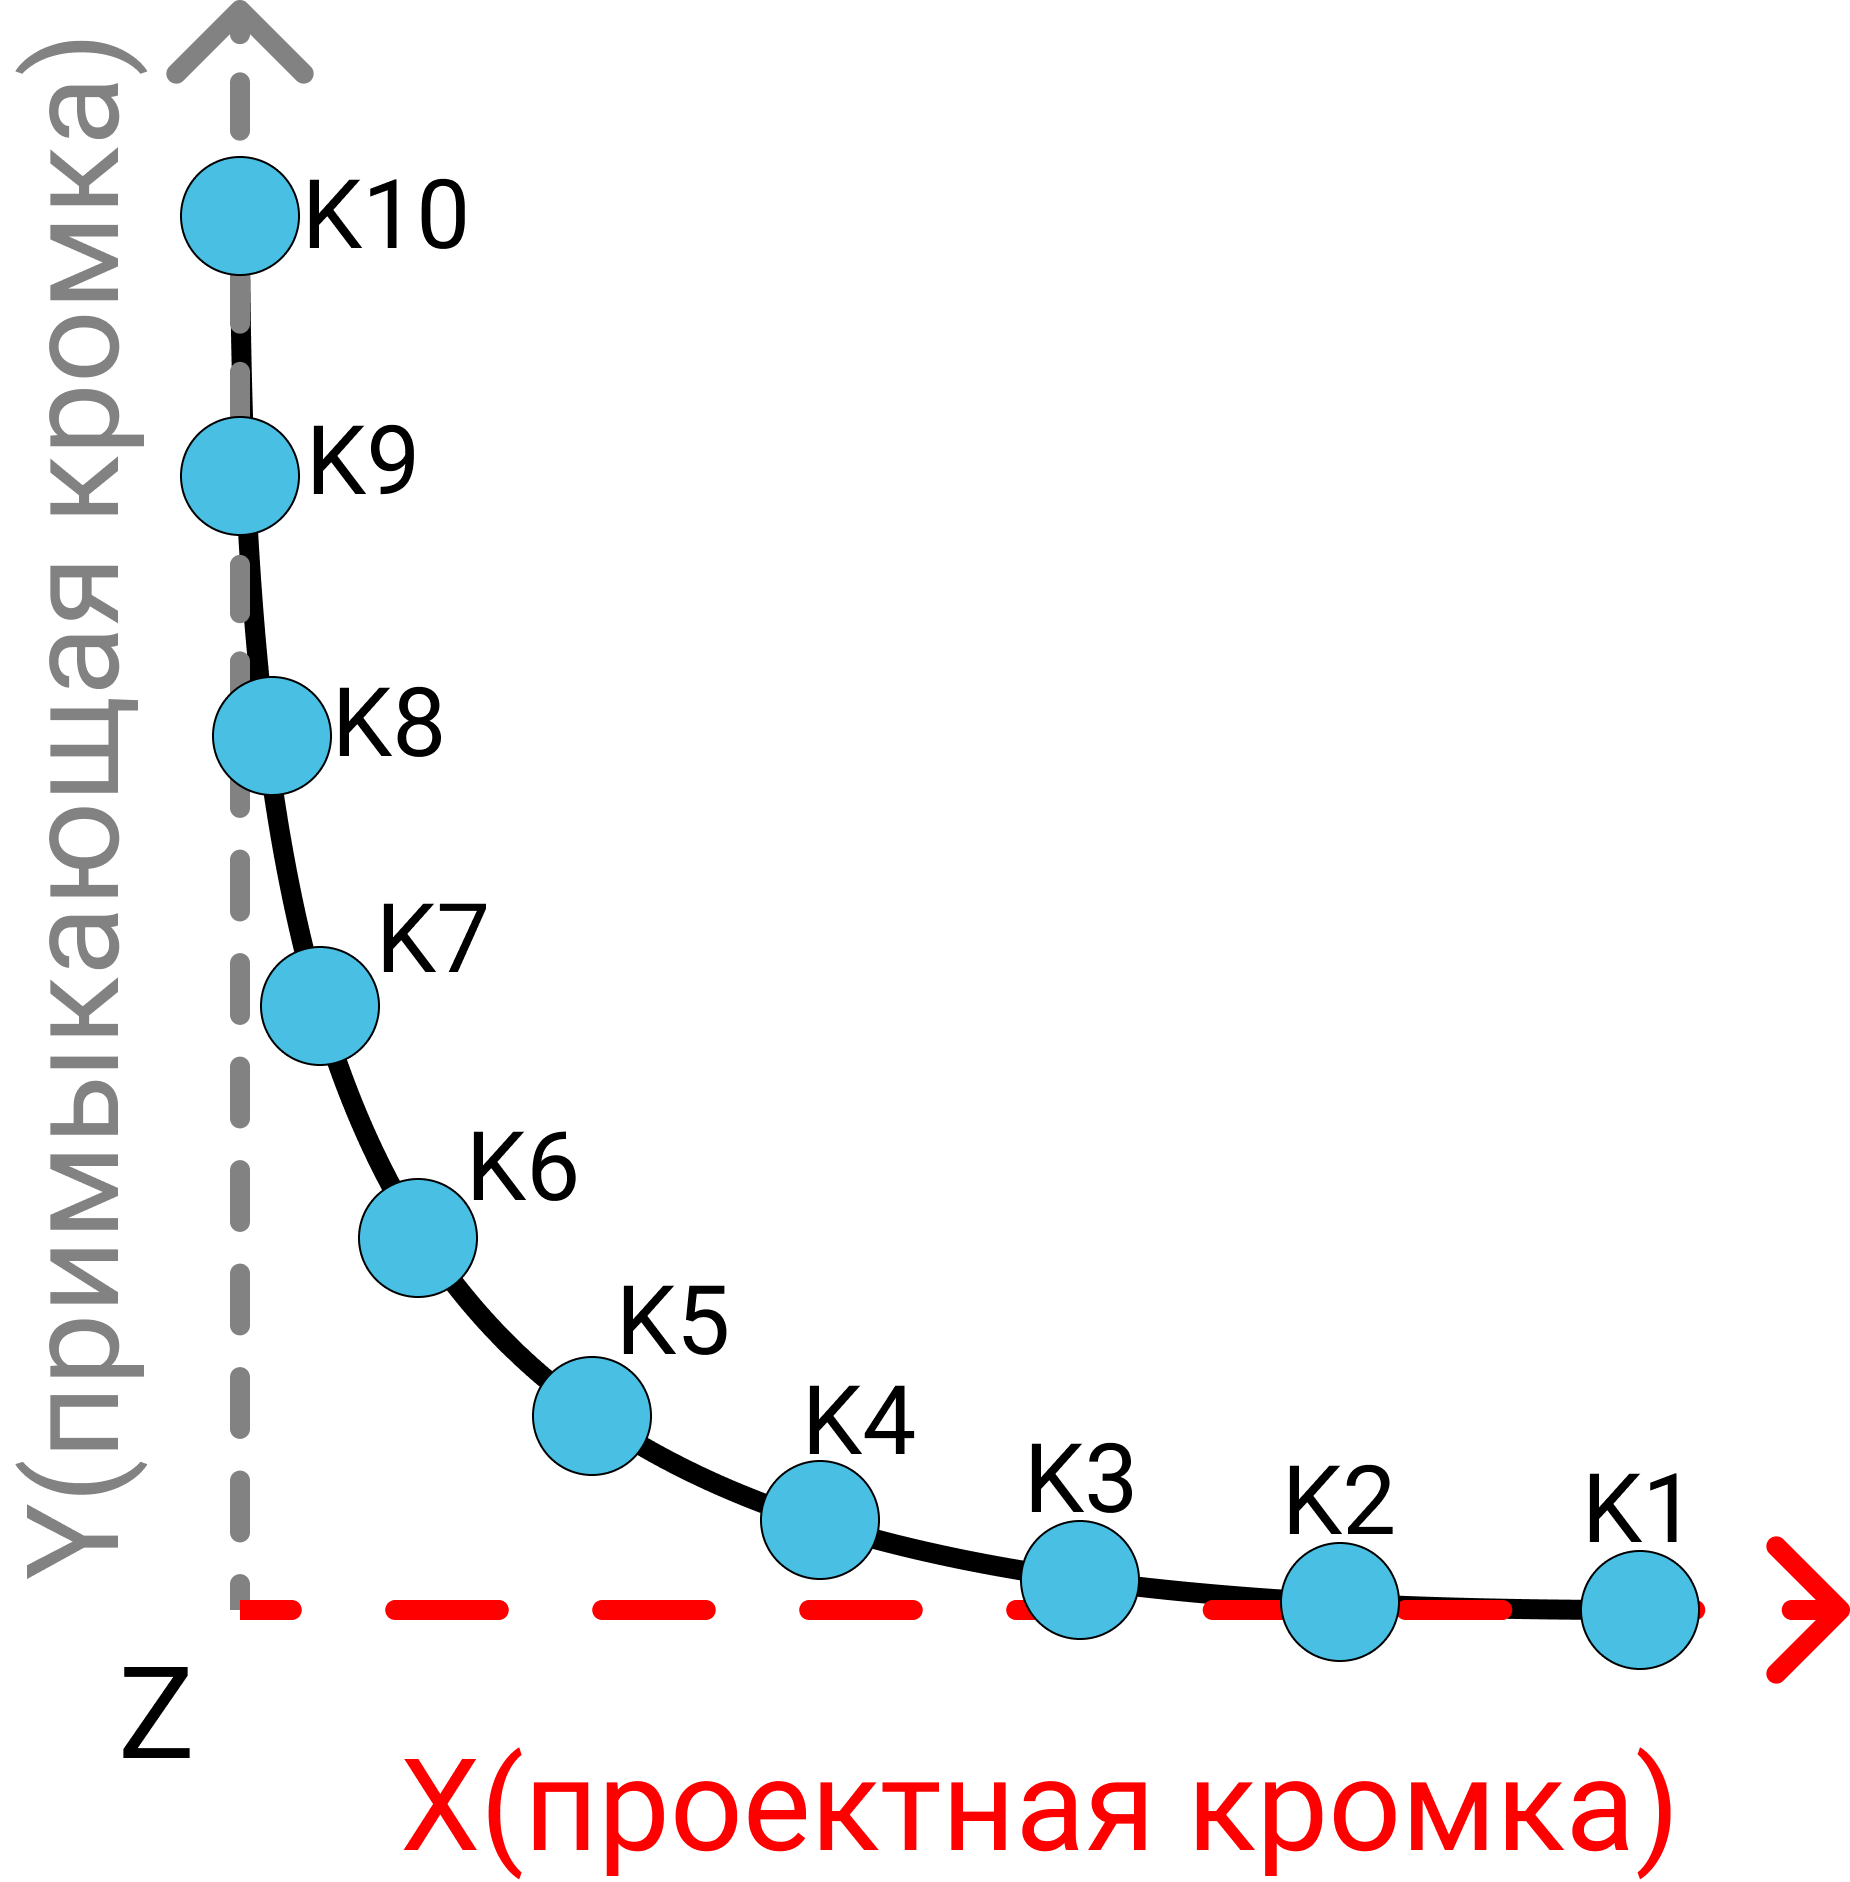 Y(примыкающая кромка)
K10
K9
K8
K7
K6
K5
K4
K3
K2
K1
Z
X(проектная кромка)